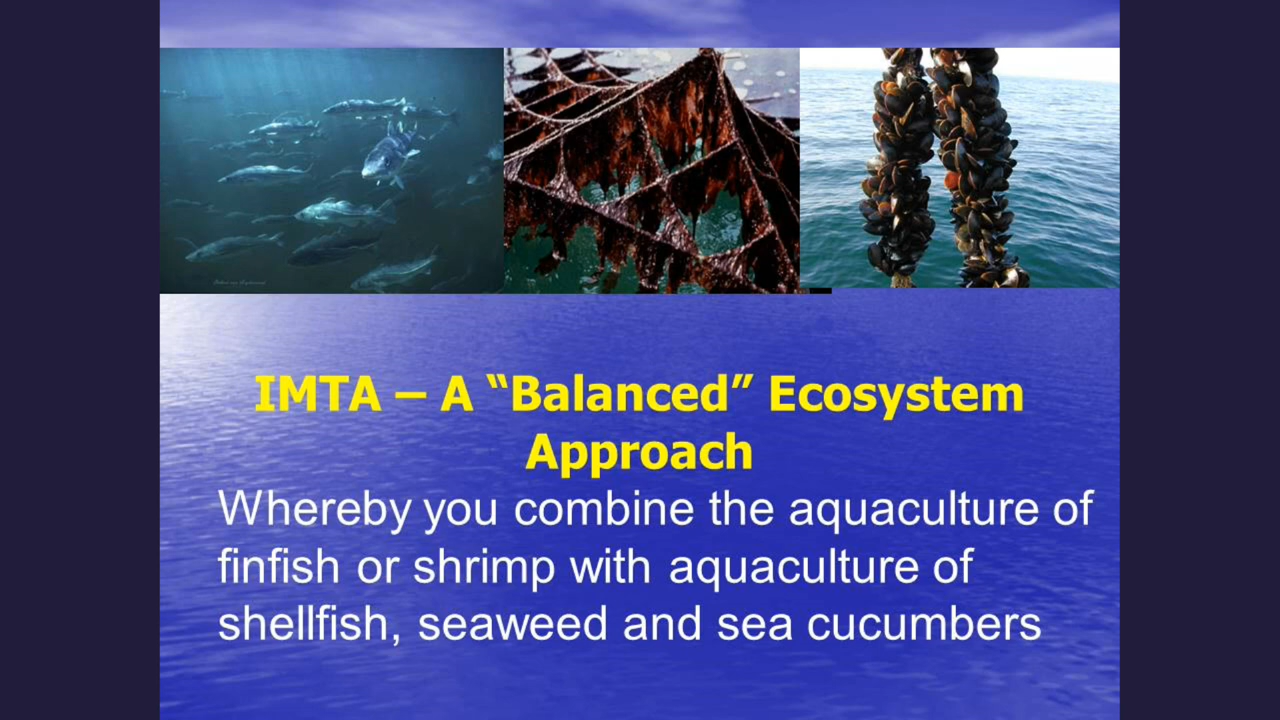 IMTA – A “Balanced” Ecosystem
Approach
Whereby you combine the aquaculture of
finfish or shrimp with aquaculture of
shellfish, seaweed and sea cucumbers